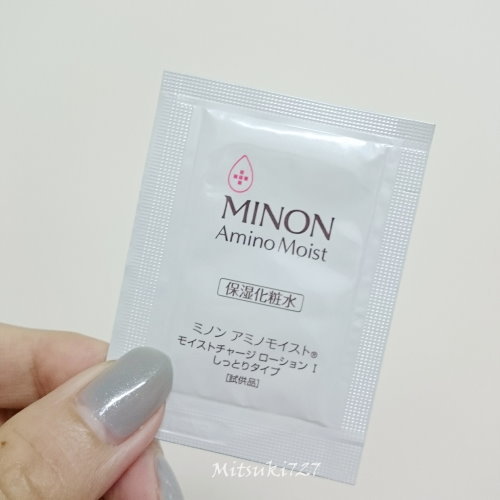 MINON
Amino Moist
保湿化粧水
ミノン アミノモイスト®
モイストチャージ ローション I
しっとりタイプ
[試供品]
Mitsuki727